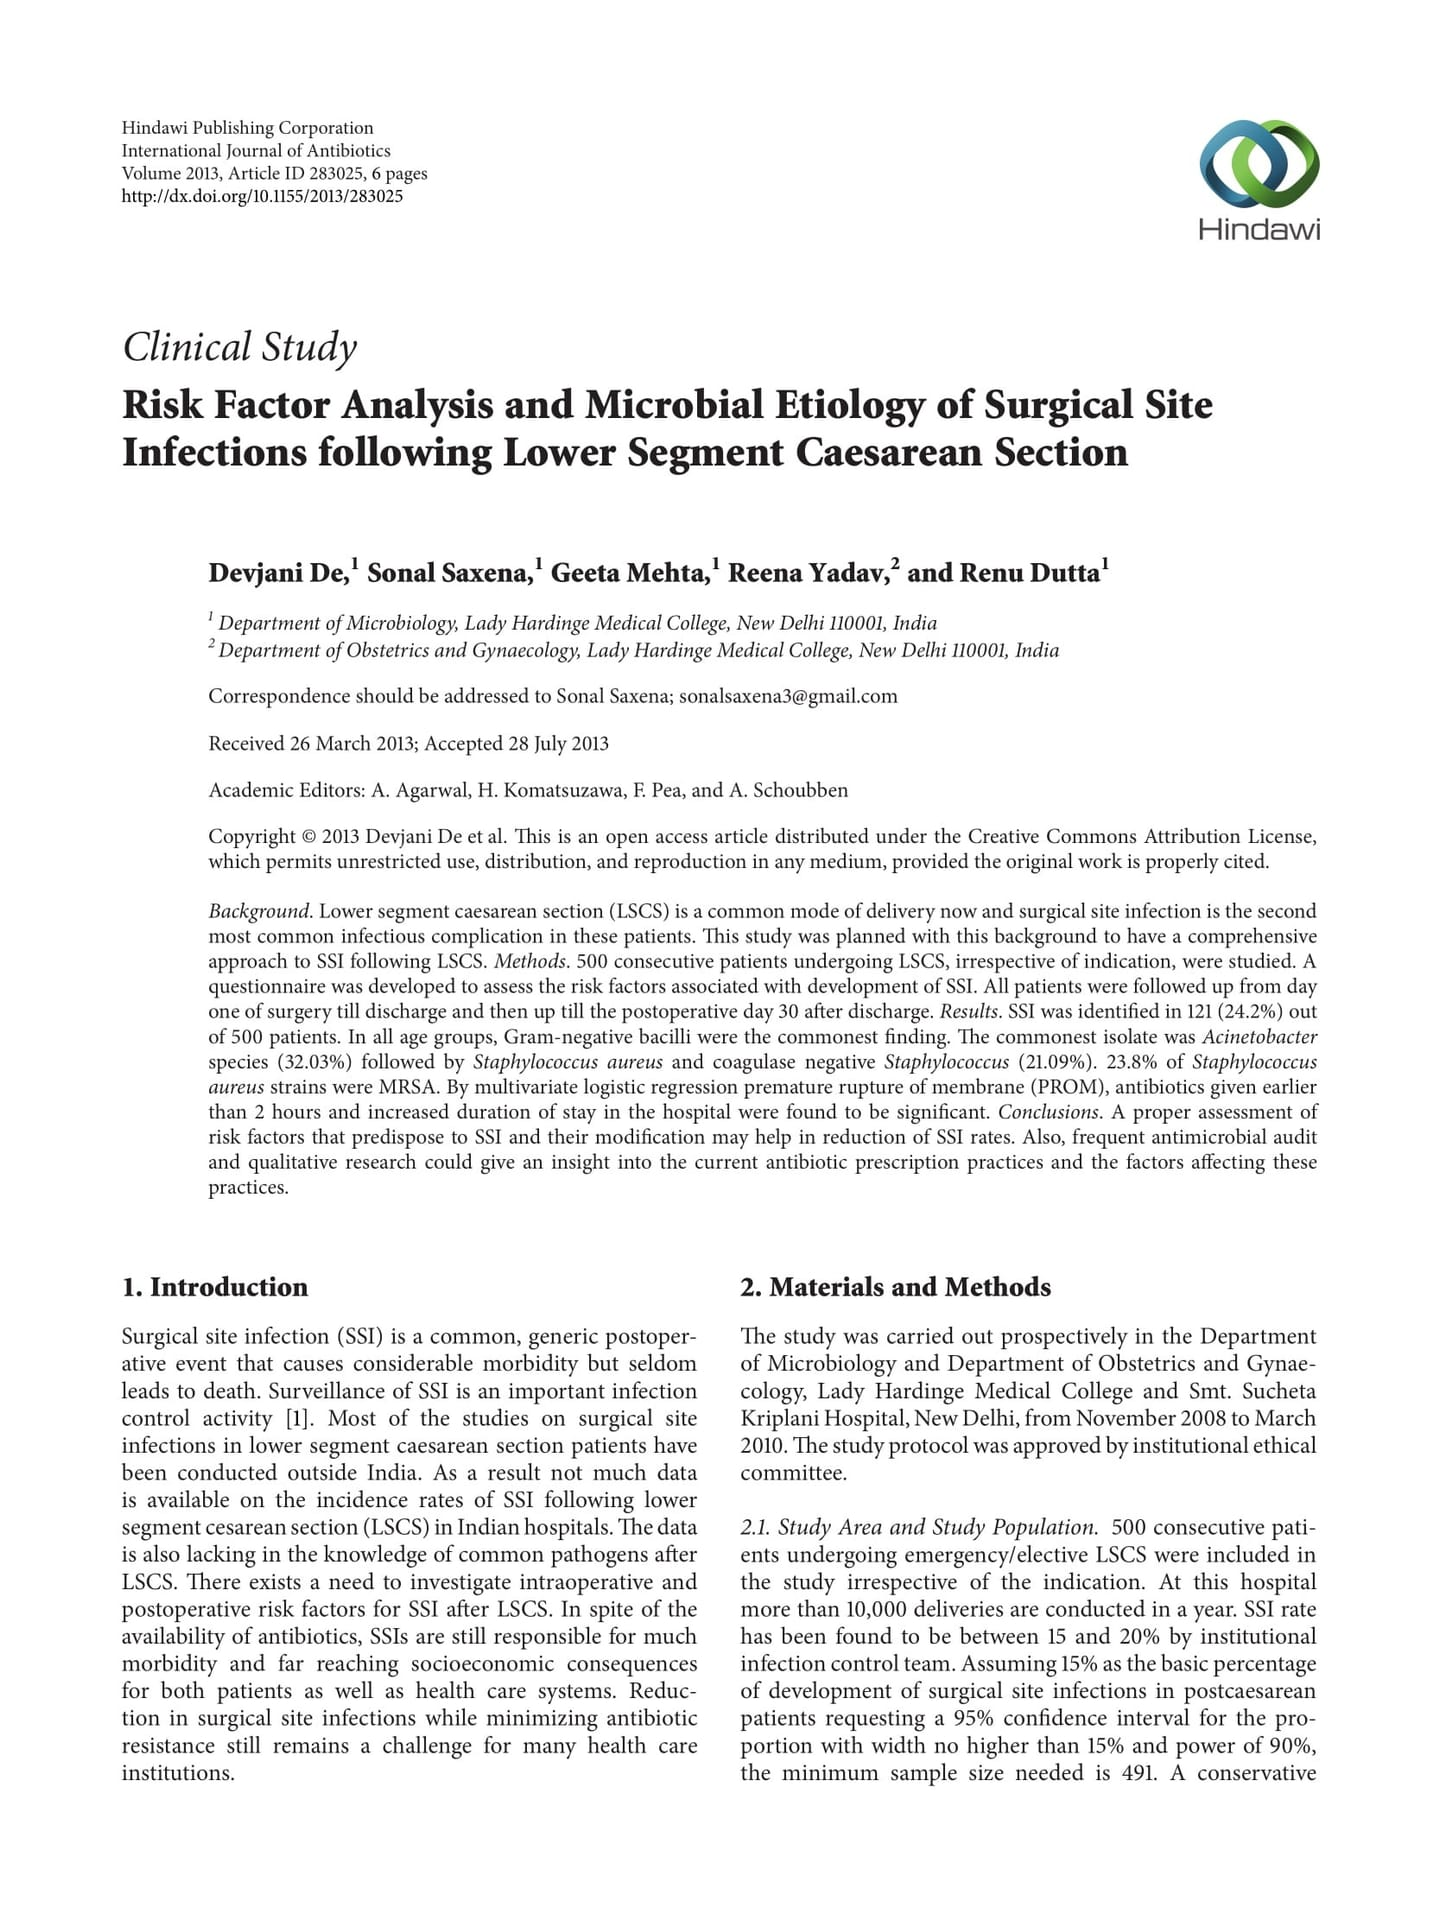 Hindawi Publishing Corporation
International Journal of Antibiotics
Volume 2013, Article ID 283025, 6 pages
http://dx.doi.org/10.1155/2013/283025
Hindawi
Clinical Study
Risk Factor Analysis and Microbial Etiology of Surgical Site
Infections following Lower Segment Caesarean Section
Devjani De,1 Sonal Saxena,1 Geeta Mehta,1 Reena Yadav,2 and Renu Dutta1
1 Department of Microbiology, Lady Hardinge Medical College, New Delhi 110001, India
2 Department of Obstetrics and Gynaecology, Lady Hardinge Medical College, New Delhi 110001, India
Correspondence should be addressed to Sonal Saxena; sonalsaxena3@gmail.com
Received 26 March 2013; Accepted 28 July 2013
Academic Editors: A. Agarwal, H. Komatsuzawa, F. Pea, and A. Schoubben
Copyright © 2013 Devjani De et al. This is an open access article distributed under the Creative Commons Attribution License,
which permits unrestricted use, distribution, and reproduction in any medium, provided the original work is properly cited.
Background. Lower segment caesarean section (LSCS) is a common mode of delivery now and surgical site infection is the second
most common infectious complication in these patients. This study was planned with this background to have a comprehensive
approach to SSI following LSCS. Methods. 500 consecutive patients undergoing LSCS, irrespective of indication, were studied. A
questionnaire was developed to assess the risk factors associated with development of SSI. All patients were followed up from day
one of surgery till discharge and then up till the postoperative day 30 after discharge. Results. SSI was identified in 121 (24.2%) out
of 500 patients. In all age groups, Gram-negative bacilli were the commonest finding. The commonest isolate was Acinetobacter
species (32.03%) followed by Staphylococcus aureus and coagulase negative Staphylococcus (21.09%). 23.8% of Staphylococcus
aureus strains were MRSA. By multivariate logistic regression premature rupture of membrane (PROM), antibiotics given earlier
than 2 hours and increased duration of stay in the hospital were found to be significant. Conclusions. A proper assessment of
risk factors that predispose to SSI and their modification may help in reduction of SSI rates. Also, frequent antimicrobial audit
and qualitative research could give an insight into the current antibiotic prescription practices and the factors affecting these
practices.
1. Introduction
Surgical site infection (SSI) is a common, generic postoper-
ative event that causes considerable morbidity but seldom
leads to death. Surveillance of SSI is an important infection
control activity [1]. Most of the studies on surgical site
infections in lower segment caesarean section patients have
been conducted outside India. As a result not much data
is available on the incidence rates of SSI following lower
segment cesarean section (LSCS) in Indian hospitals. The data
is also lacking in the knowledge of common pathogens after
LSCS. There exists a need to investigate intraoperative and
postoperative risk factors for SSI after LSCS. In spite of the
availability of antibiotics, SSIs are still responsible for much
morbidity and far reaching socioeconomic consequences
for both patients as well as health care systems. Reduc-
tion in surgical site infections while minimizing antibiotic
resistance still remains a challenge for many health care
institutions.
2. Materials and Methods
The study was carried out prospectively in the Department
of Microbiology and Department of Obstetrics and Gynae-
cology, Lady Hardinge Medical College and Smt. Sucheta
Kriplani Hospital, New Delhi, from November 2008 to March
2010. The study protocol was approved by institutional ethical
committee.
2.1. Study Area and Study Population. 500 consecutive pati-
ents undergoing emergency/elective LSCS were included in
the study irrespective of the indication. At this hospital
more than 10,000 deliveries are conducted in a year. SSI rate
has been found to be between 15 and 20% by institutional
infection control team. Assuming 15% as the basic percentage
of development of surgical site infections in postcaesarean
patients requesting a 95% confidence interval for the pro-
portion with width no higher than 15% and power of 90%,
the minimum sample size needed is 491. A conservative